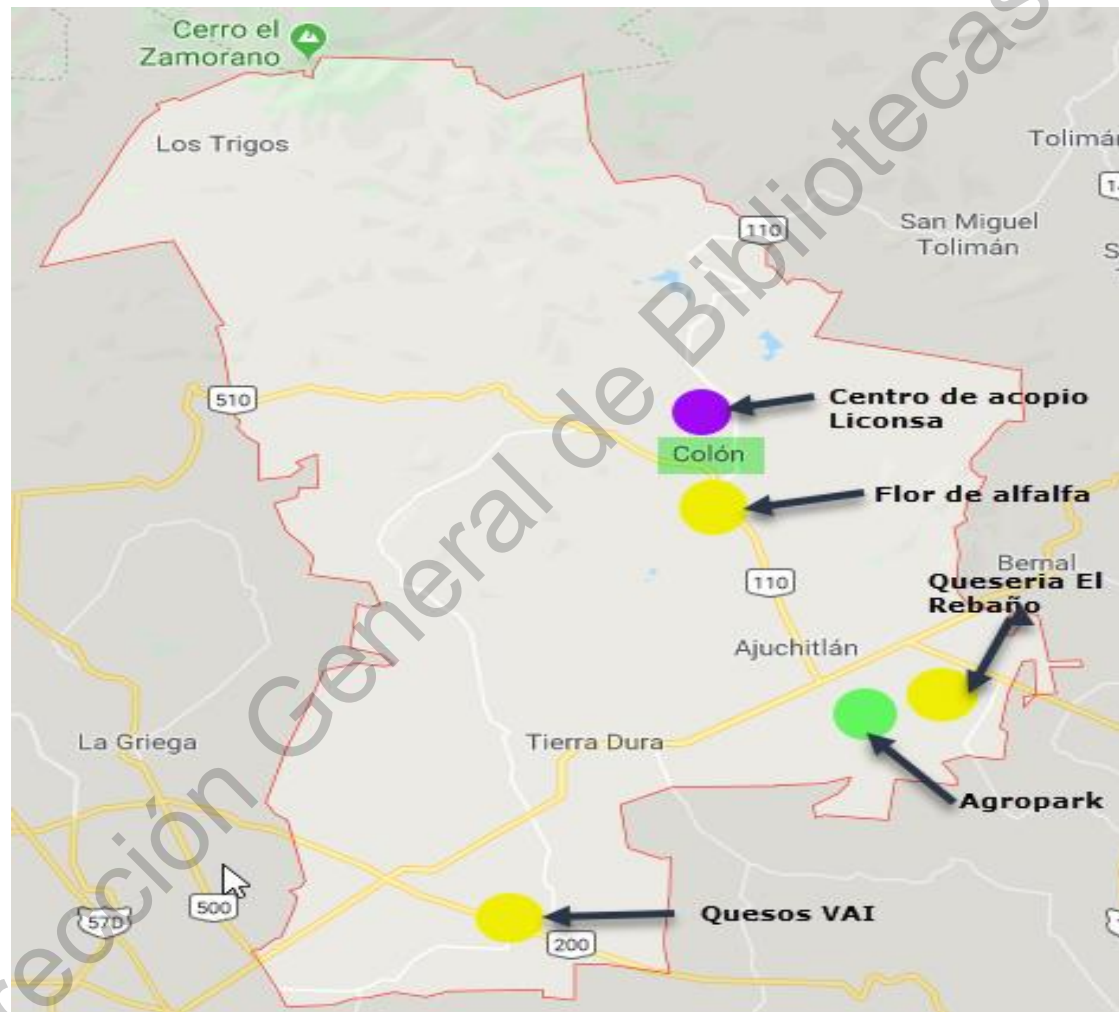 Cerro el
Zamorano
Los Trigos
Tolimán
110
San Miguel
Tolimán
510
Centro de acopio
Liconsa
Colón
Flor de alfalfa
Bernal
110
Queseria El
Rebaño
Ajuchitlán
La Griega
Tierra Dura
Agropark
500
57D
Quesos VAI
200
Dirección General de Bibliotecas